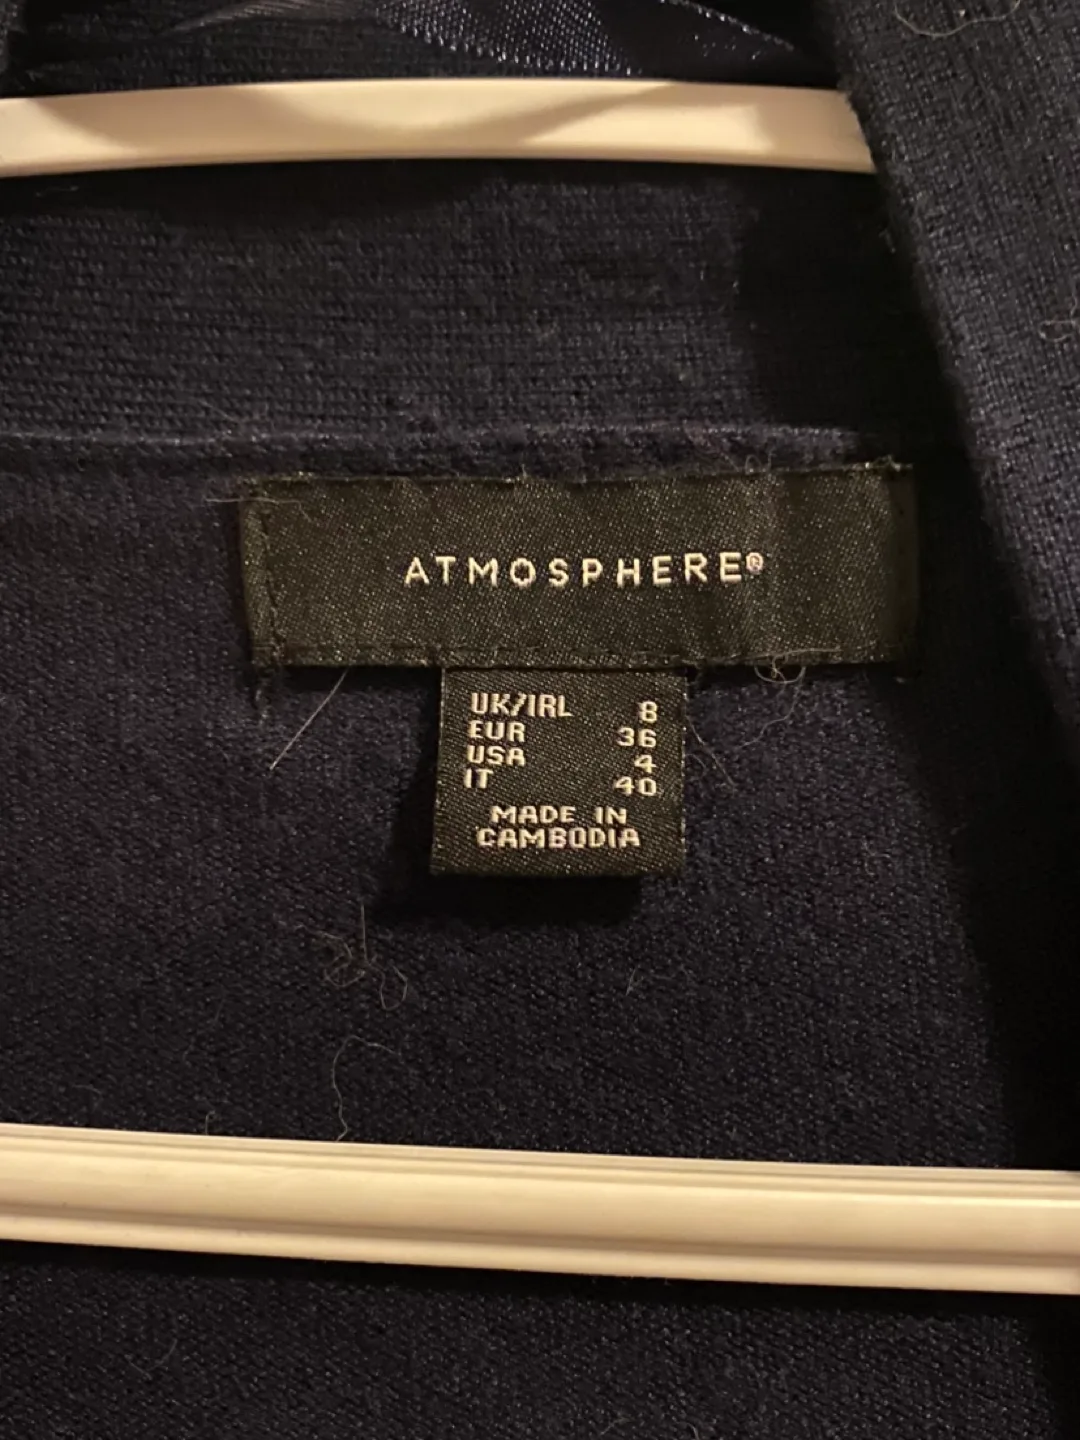 ATMOSPHERE®
UK/IRL 8
EUR 36
USA 4
IT 40
MADE IN
CAMBODIA